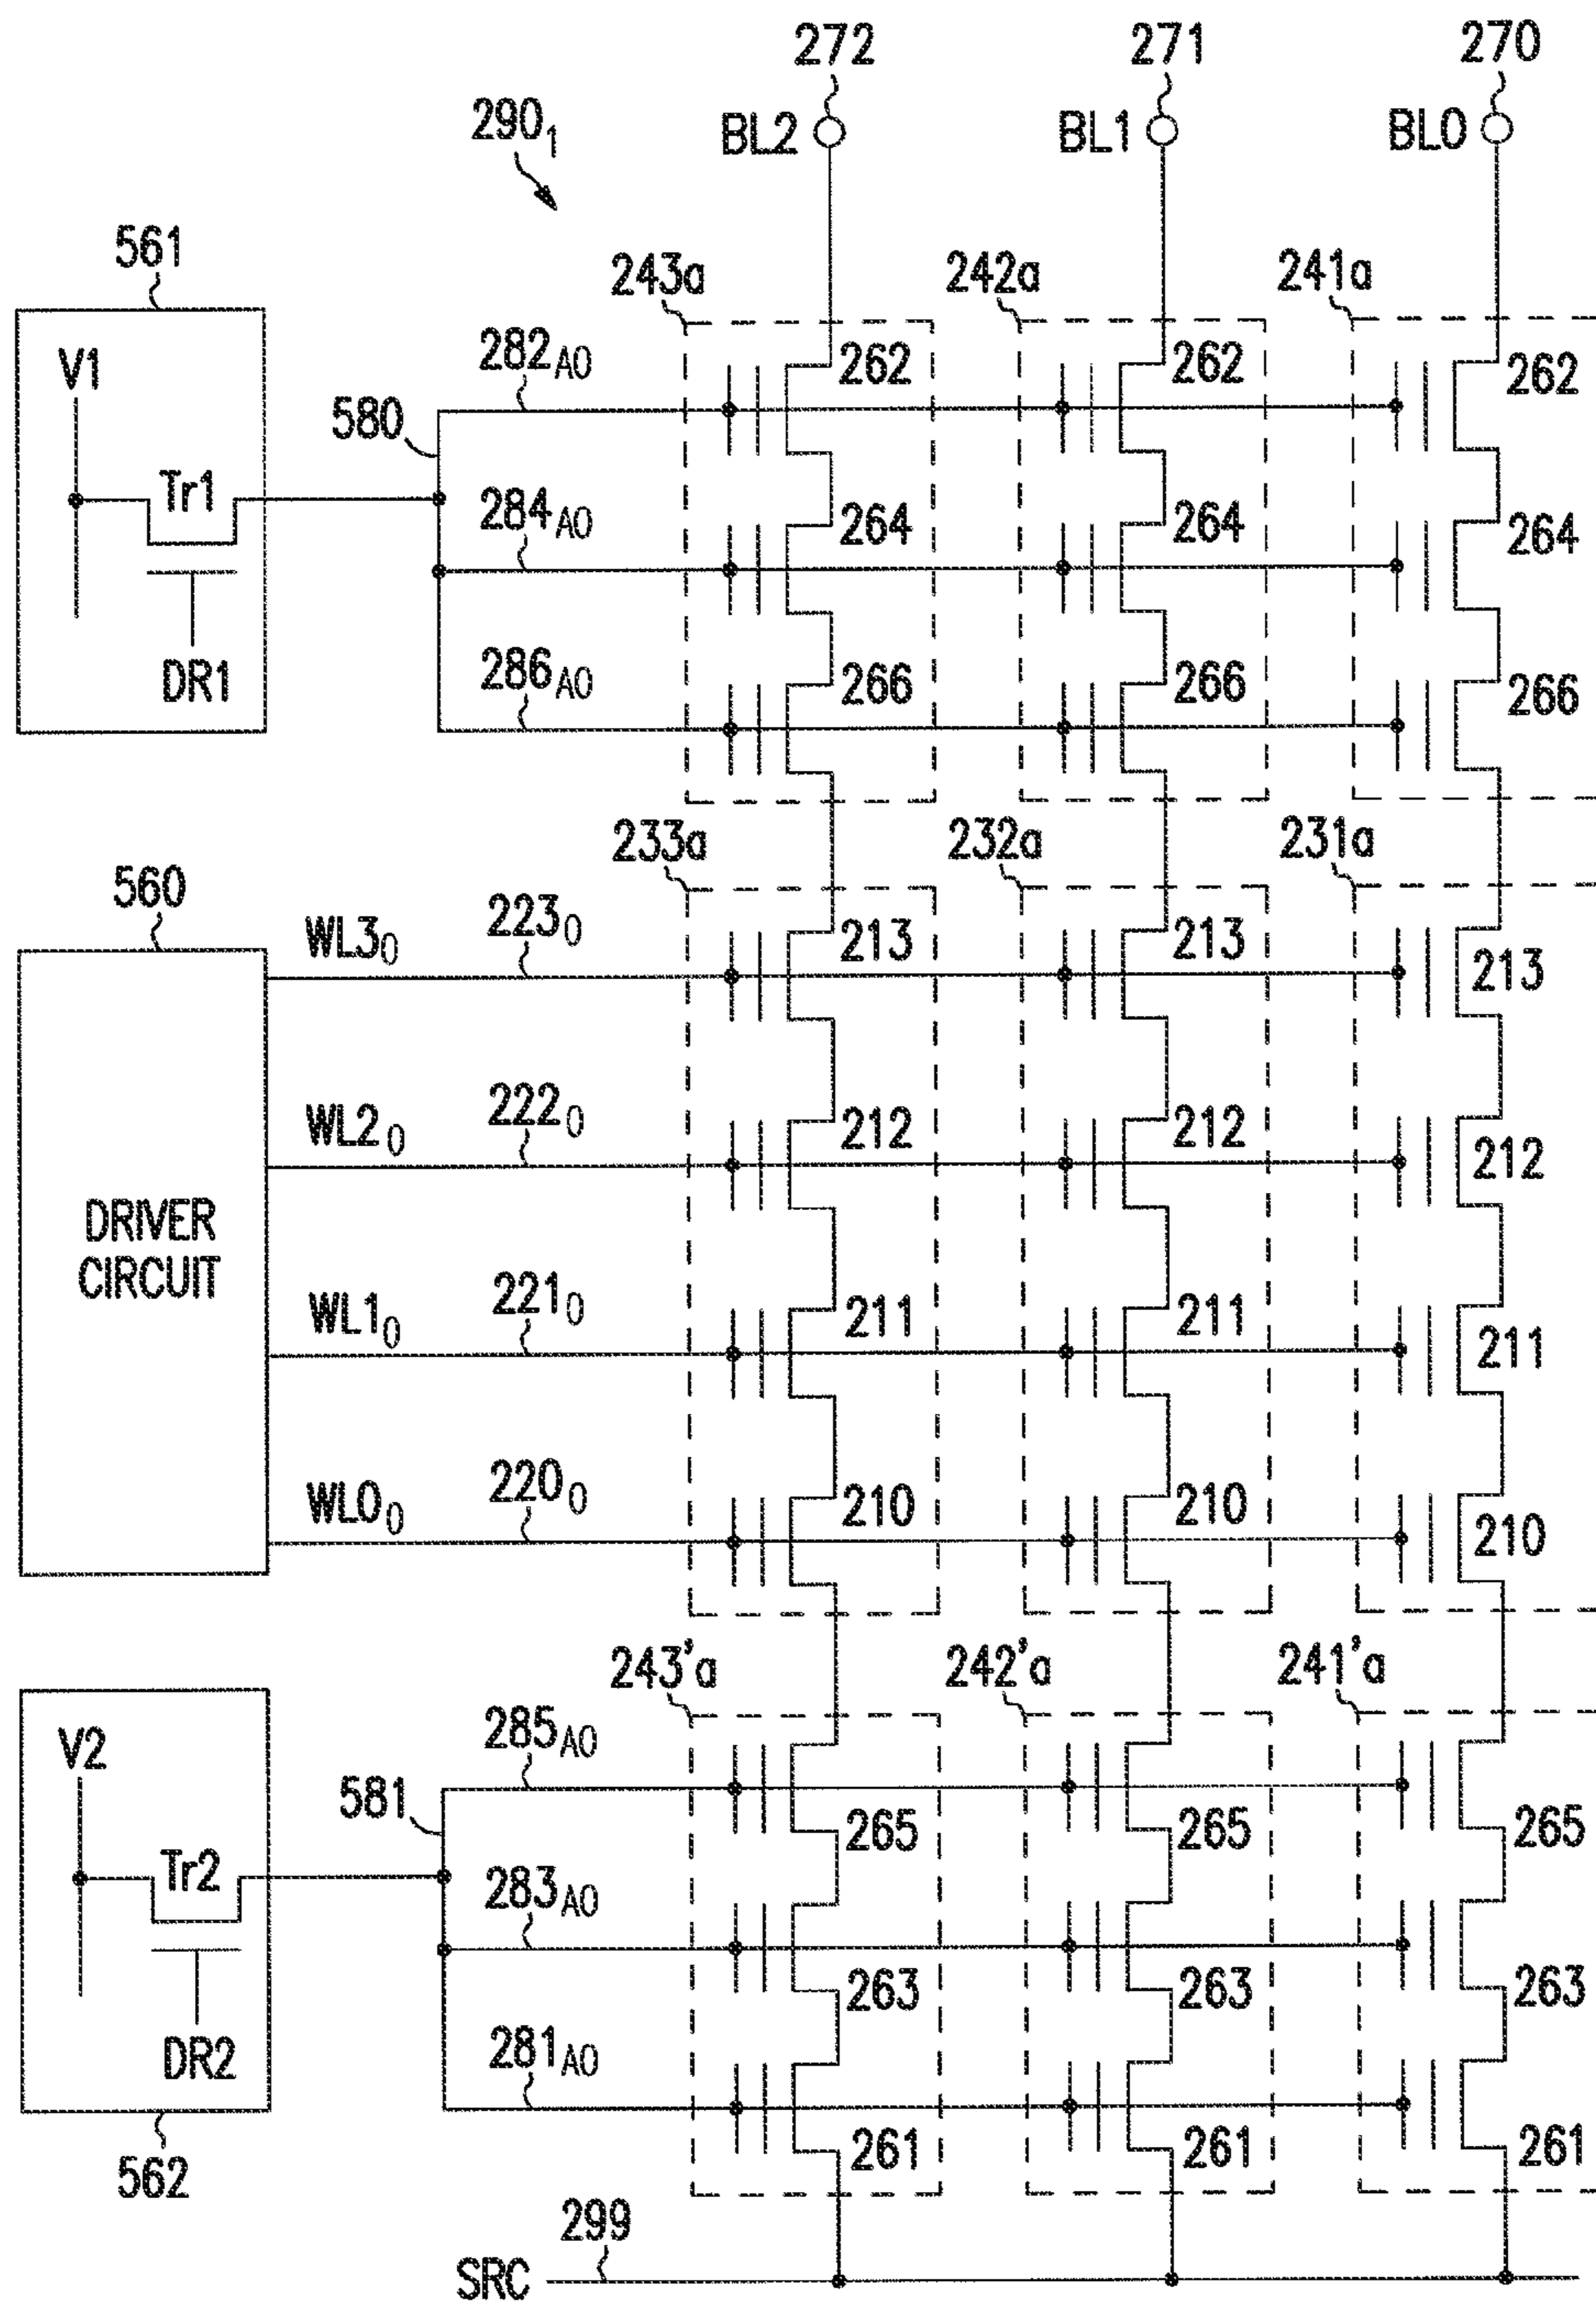 272 271 270
290₁ BL2 BL1 BL0
561 243a 242a 241a
V1 282A0 262 262 262
580
Tr1 284A0 264 264 264
DR1 286A0 266 266 266
233a 232a 231a
560
WL3₀ 223₀ 213 213 213
WL2₀ 222₀ 212 212 212
DRIVER
CIRCUIT
WL1₀ 221₀ 211 211 211
WL0₀ 220₀ 210 210 210
243'a 242'a 241'a
V2 285A0
581 265 265 265
Tr2 283A0
263 263 263
DR2 281A0
261 261 261
562
299
SRC